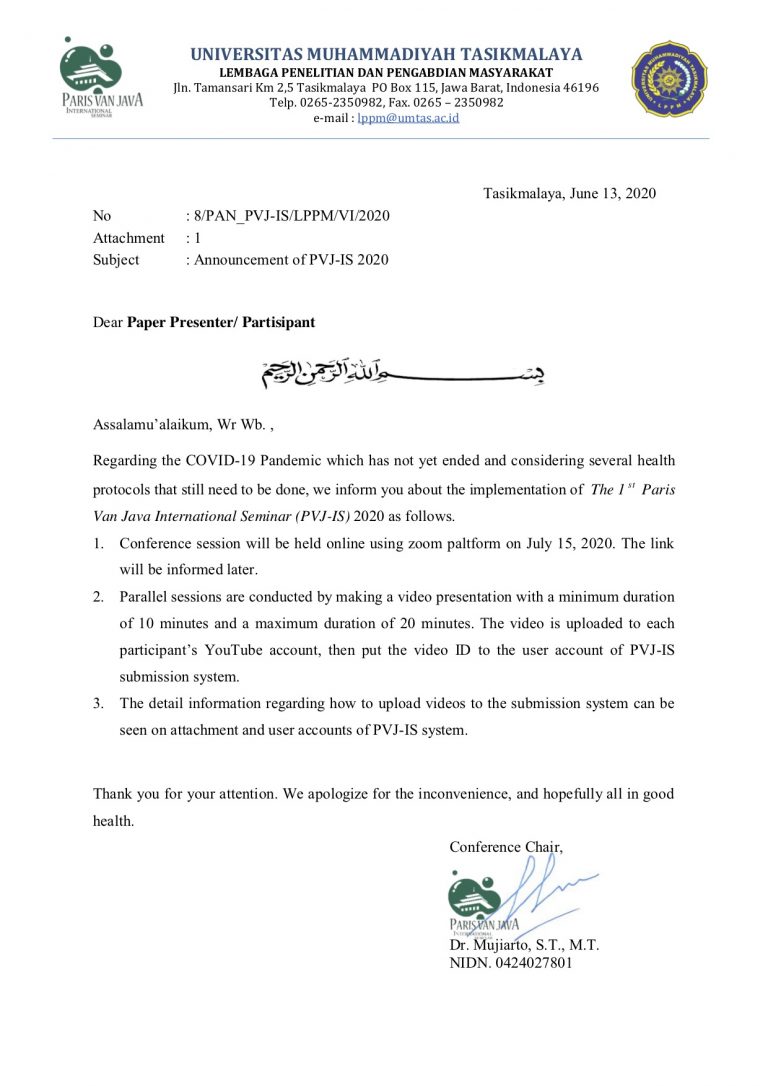 PARIS VAN JAVA
INTERNATIONAL
SEMINAR
UNIVERSITAS MUHAMMADIYAH TASIKMALAYA
LEMBAGA PENELITIAN DAN PENGABDIAN MASYARAKAT
Jln. Tamansari Km 2,5 Tasikmalaya PO Box 115, Jawa Barat, Indonesia 46196
Telp. 0265-2350982, Fax. 0265 – 2350982
e-mail : lppm@umtas.ac.id
UNIVERSITAS MUHAMMADIYAH TASIKMALAYA
LPPM
Tasikmalaya, June 13, 2020
No : 8/PAN_PVJ-IS/LPPM/VI/2020
Attachment : 1
Subject : Announcement of PVJ-IS 2020
Dear Paper Presenter/ Partisipant
بسم الله الرحمن الرحيم
Assalamu’alaikum, Wr Wb. ,
Regarding the COVID-19 Pandemic which has not yet ended and considering several health
protocols that still need to be done, we inform you about the implementation of The 1 st Paris
Van Java International Seminar (PVJ-IS) 2020 as follows.
1. Conference session will be held online using zoom paltform on July 15, 2020. The link
will be informed later.
2. Parallel sessions are conducted by making a video presentation with a minimum duration
of 10 minutes and a maximum duration of 20 minutes. The video is uploaded to each
participant’s YouTube account, then put the video ID to the user account of PVJ-IS
submission system.
3. The detail information regarding how to upload videos to the submission system can be
seen on attachment and user accounts of PVJ-IS system.
Thank you for your attention. We apologize for the inconvenience, and hopefully all in good
health.
Conference Chair,
PARIS VAN JAVA
INTERNATIONAL
SEMINAR
Dr. Mujiarto, S.T., M.T.
NIDN. 0424027801